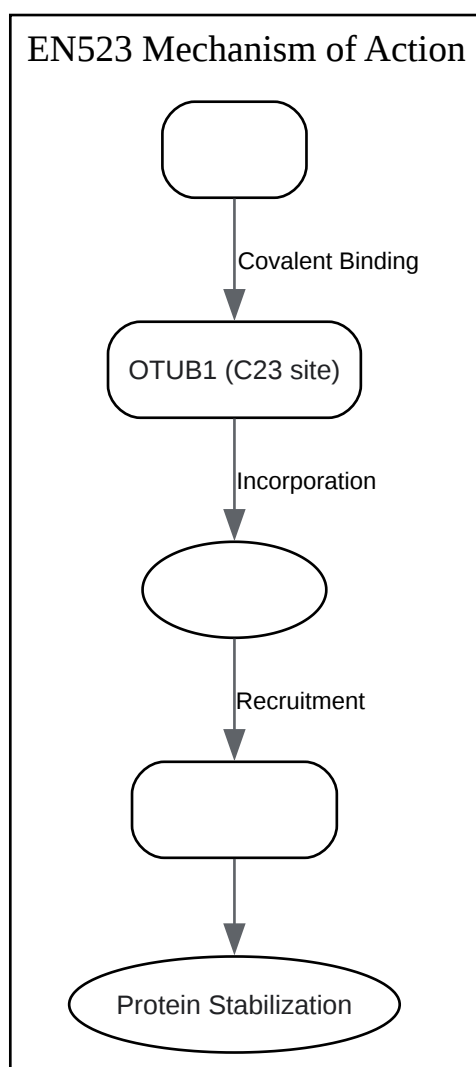 EN523 Mechanism of Action
Covalent Binding
OTUB1 (C23 site)
Incorporation
Recruitment
Protein Stabilization